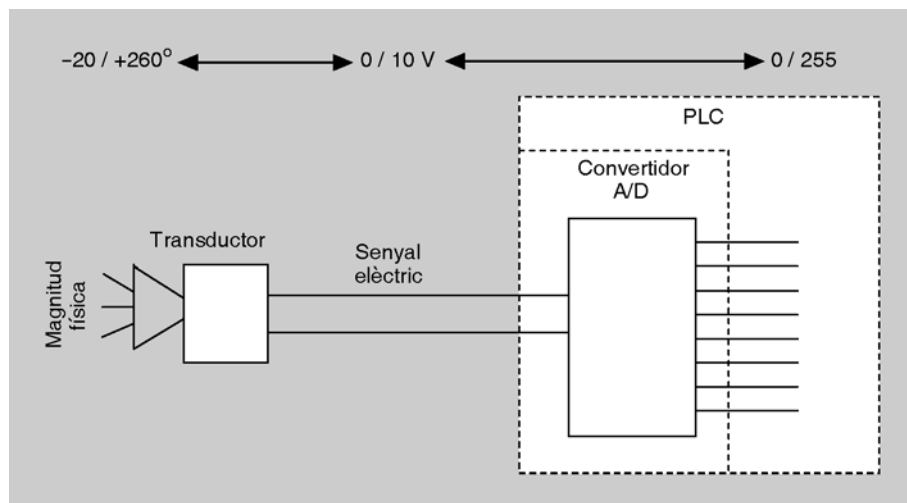 −20 / +260° 0 / 10 V 0 / 255
PLC
Convertidor
A/D
Transductor
Senyal
elèctric
Magnitud
física